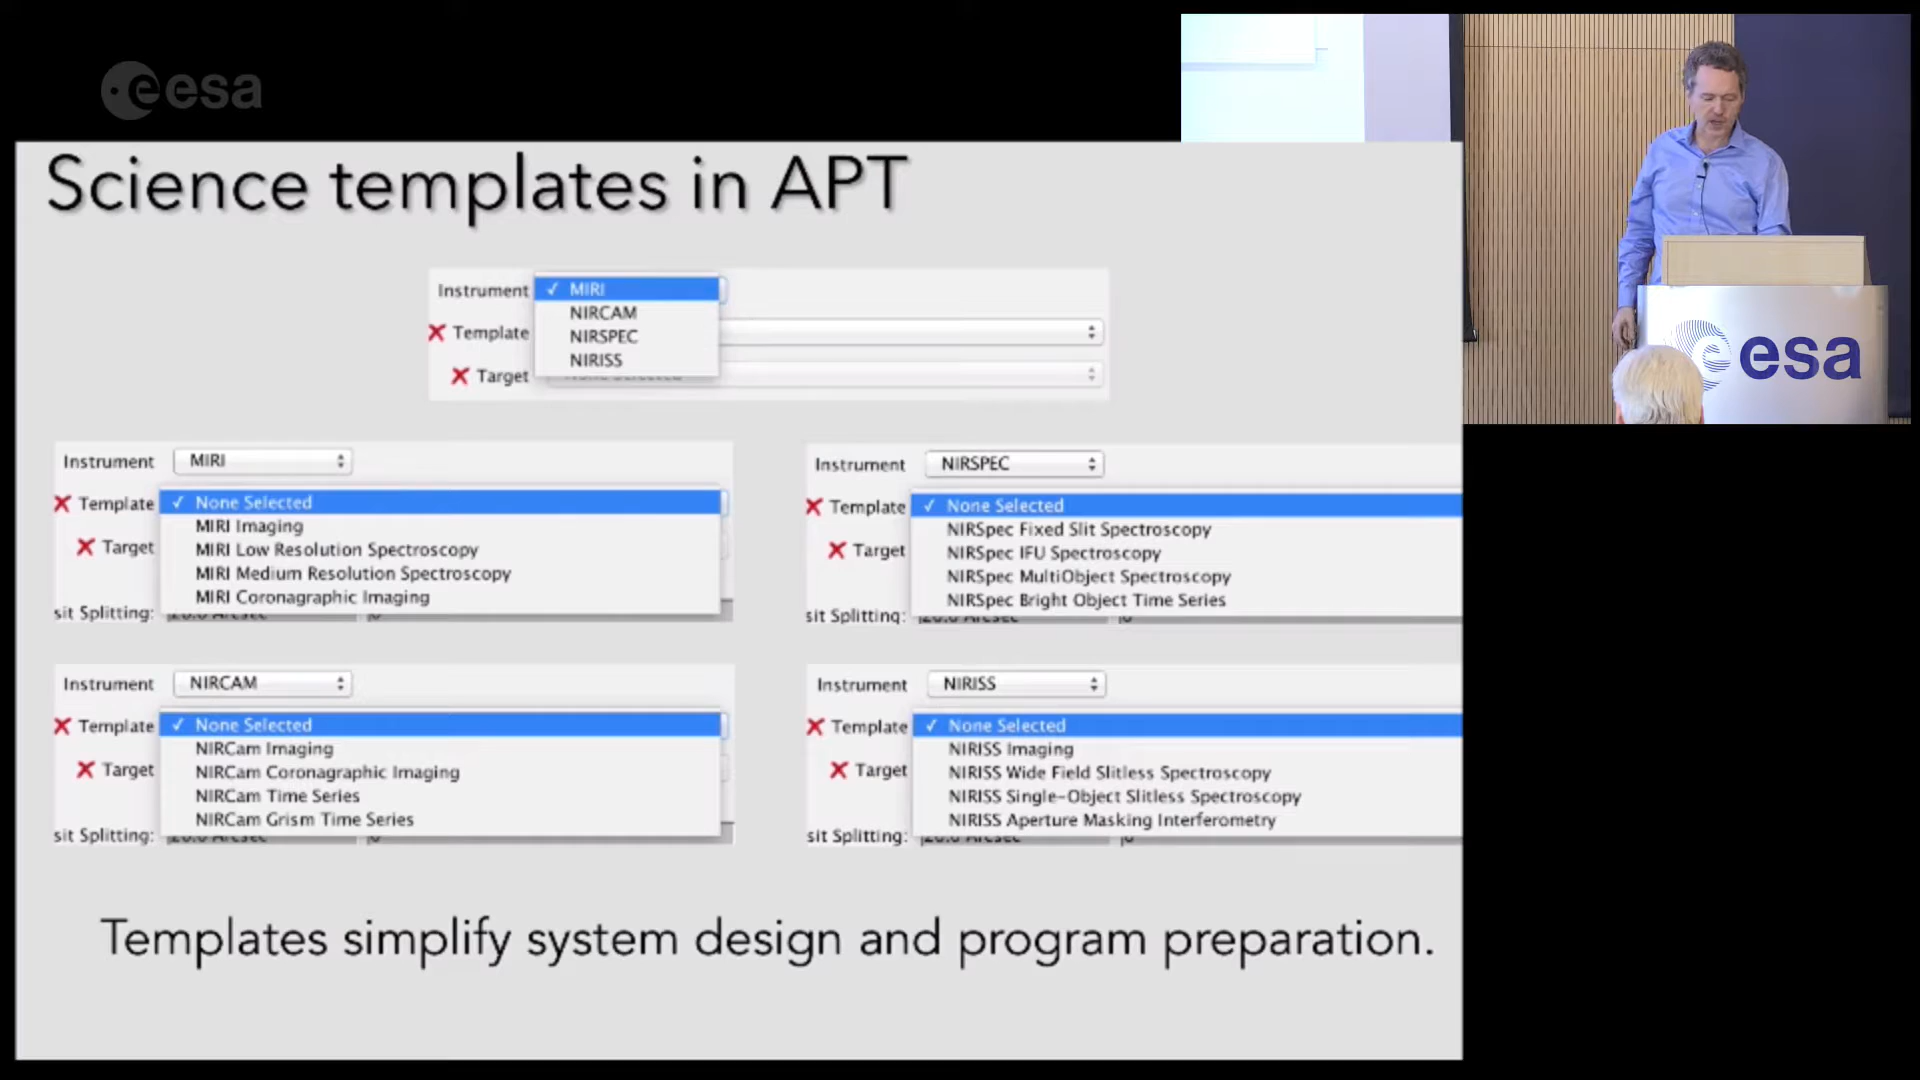 esa
Science templates in APT
Instrument
✓ MIRI
NIRCAM
Template
NIRSPEC
NIRISS
Target
Instrument MIRI
Template ✓ None Selected
MIRI Imaging
Target
MIRI Low Resolution Spectroscopy
MIRI Medium Resolution Spectroscopy
MIRI Coronagraphic Imaging
sit Splitting:
Instrument NIRSPEC
Template ✓ None Selected
NIRSpec Fixed Slit Spectroscopy
Target
NIRSpec IFU Spectroscopy
NIRSpec MultiObject Spectroscopy
NIRSpec Bright Object Time Series
sit Splitting:
Instrument NIRCAM
Template ✓ None Selected
NIRCam Imaging
Target
NIRCam Coronagraphic Imaging
NIRCam Time Series
NIRCam Grism Time Series
sit Splitting:
Instrument NIRISS
Template ✓ None Selected
NIRISS Imaging
Target
NIRISS Wide Field Slitless Spectroscopy
NIRISS Single-Object Slitless Spectroscopy
NIRISS Aperture Masking Interferometry
sit Splitting:
Templates simplify system design and program preparation.
esa